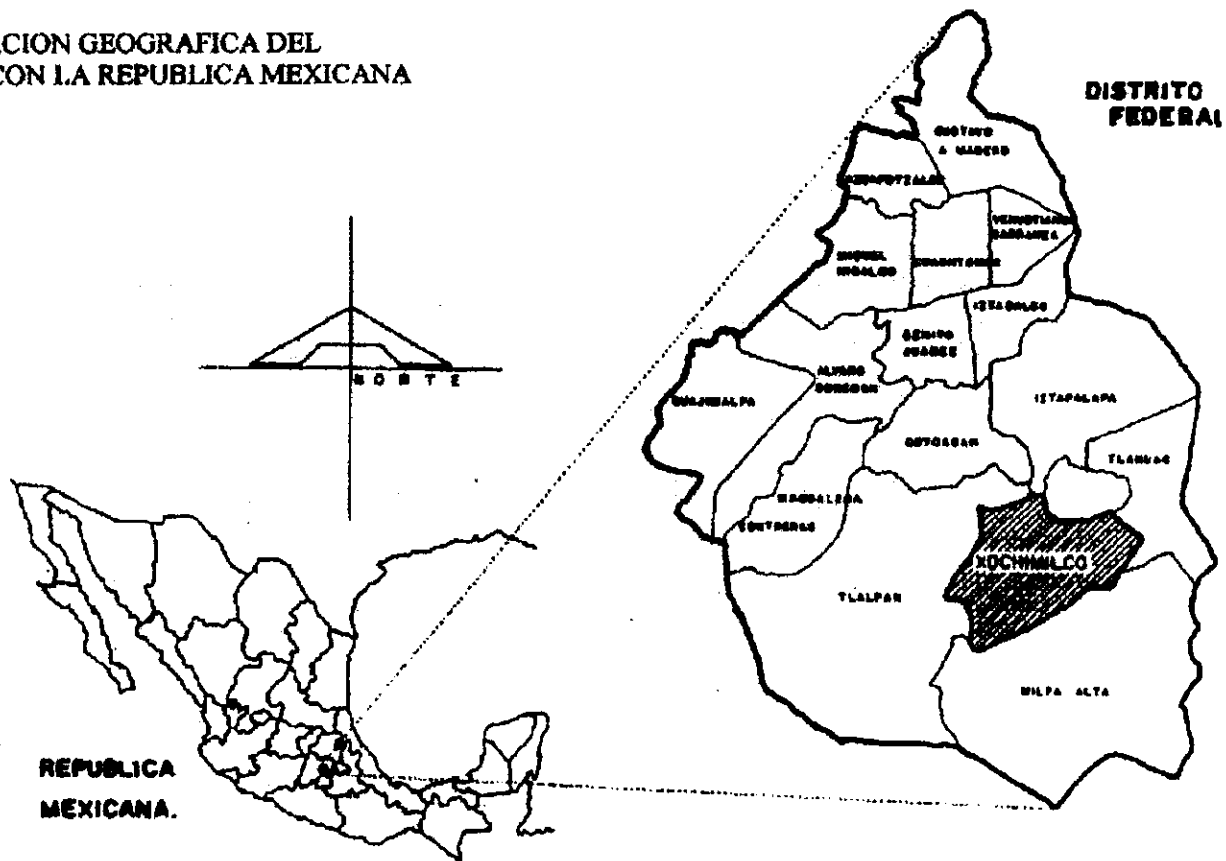 CION GEOGRAFICA DEL
CON LA REPUBLICA MEXICANA
DISTRITO
FEDERAL
GUSTAVO
A MADERO
AZCAPOTZALCO
VENUSTIANO
CARRANZA
MIGUEL
HIDALGO
CUAUHTEMOC
IZTACALCO
BENITO
JUAREZ
ALVARO
OBREGON
CUAJIMALPA
IZTAPALAPA
COYOACAN
TLAHUAC
MAGDALENA
CONTRERAS
XOCHIMILCO
TLALPAN
MILPA ALTA
NORTE
REPUBLICA
MEXICANA.